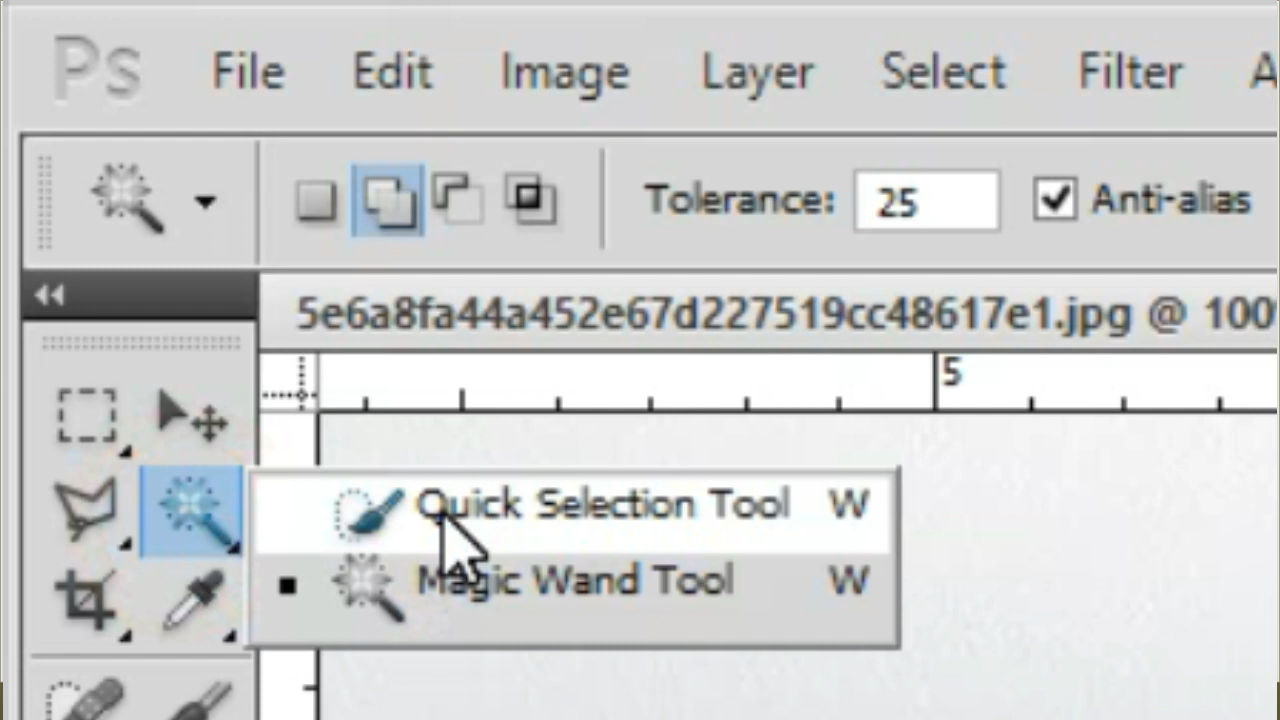 Ps File Edit Image Layer Select Filter A
Tolerance: 25 Anti-alias
5e6a8fa44a452e67d227519cc48617e1.jpg @ 100
5
Quick Selection Tool W
Magic Wand Tool W